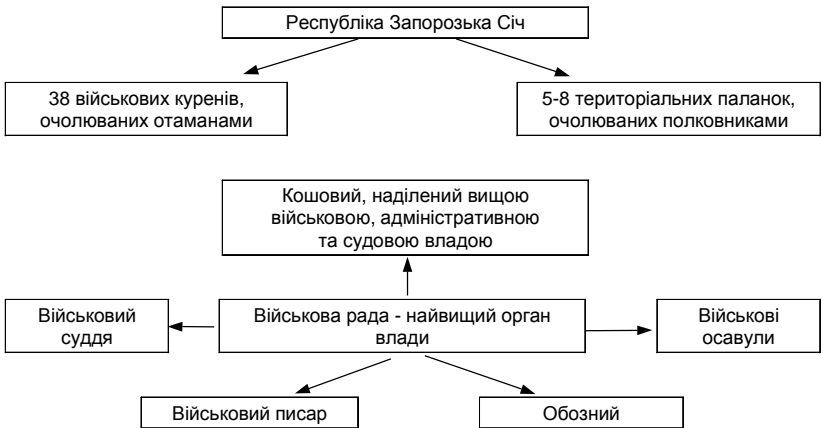 Республіка Запорозька Січ
38 військових куренів,
очолюваних отаманами
5-8 територіальних паланок,
очолюваних полковниками
Кошовий, наділений вищою
військовою, адміністративною
та судовою владою
Військовий
суддя
Військова рада - найвищий орган
влади
Військові
осавули
Військовий писар
Обозний